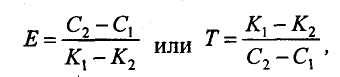 E = (C₂ − C₁) / (K₁ − K₂) или T = (K₁ − K₂) / (C₂ − C₁),